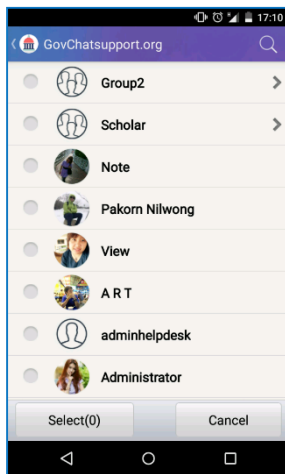 17:10
GovChatsupport.org
Group2
Scholar
Note
Pakorn Nilwong
View
A R T
adminhelpdesk
Administrator
Select(0) Cancel